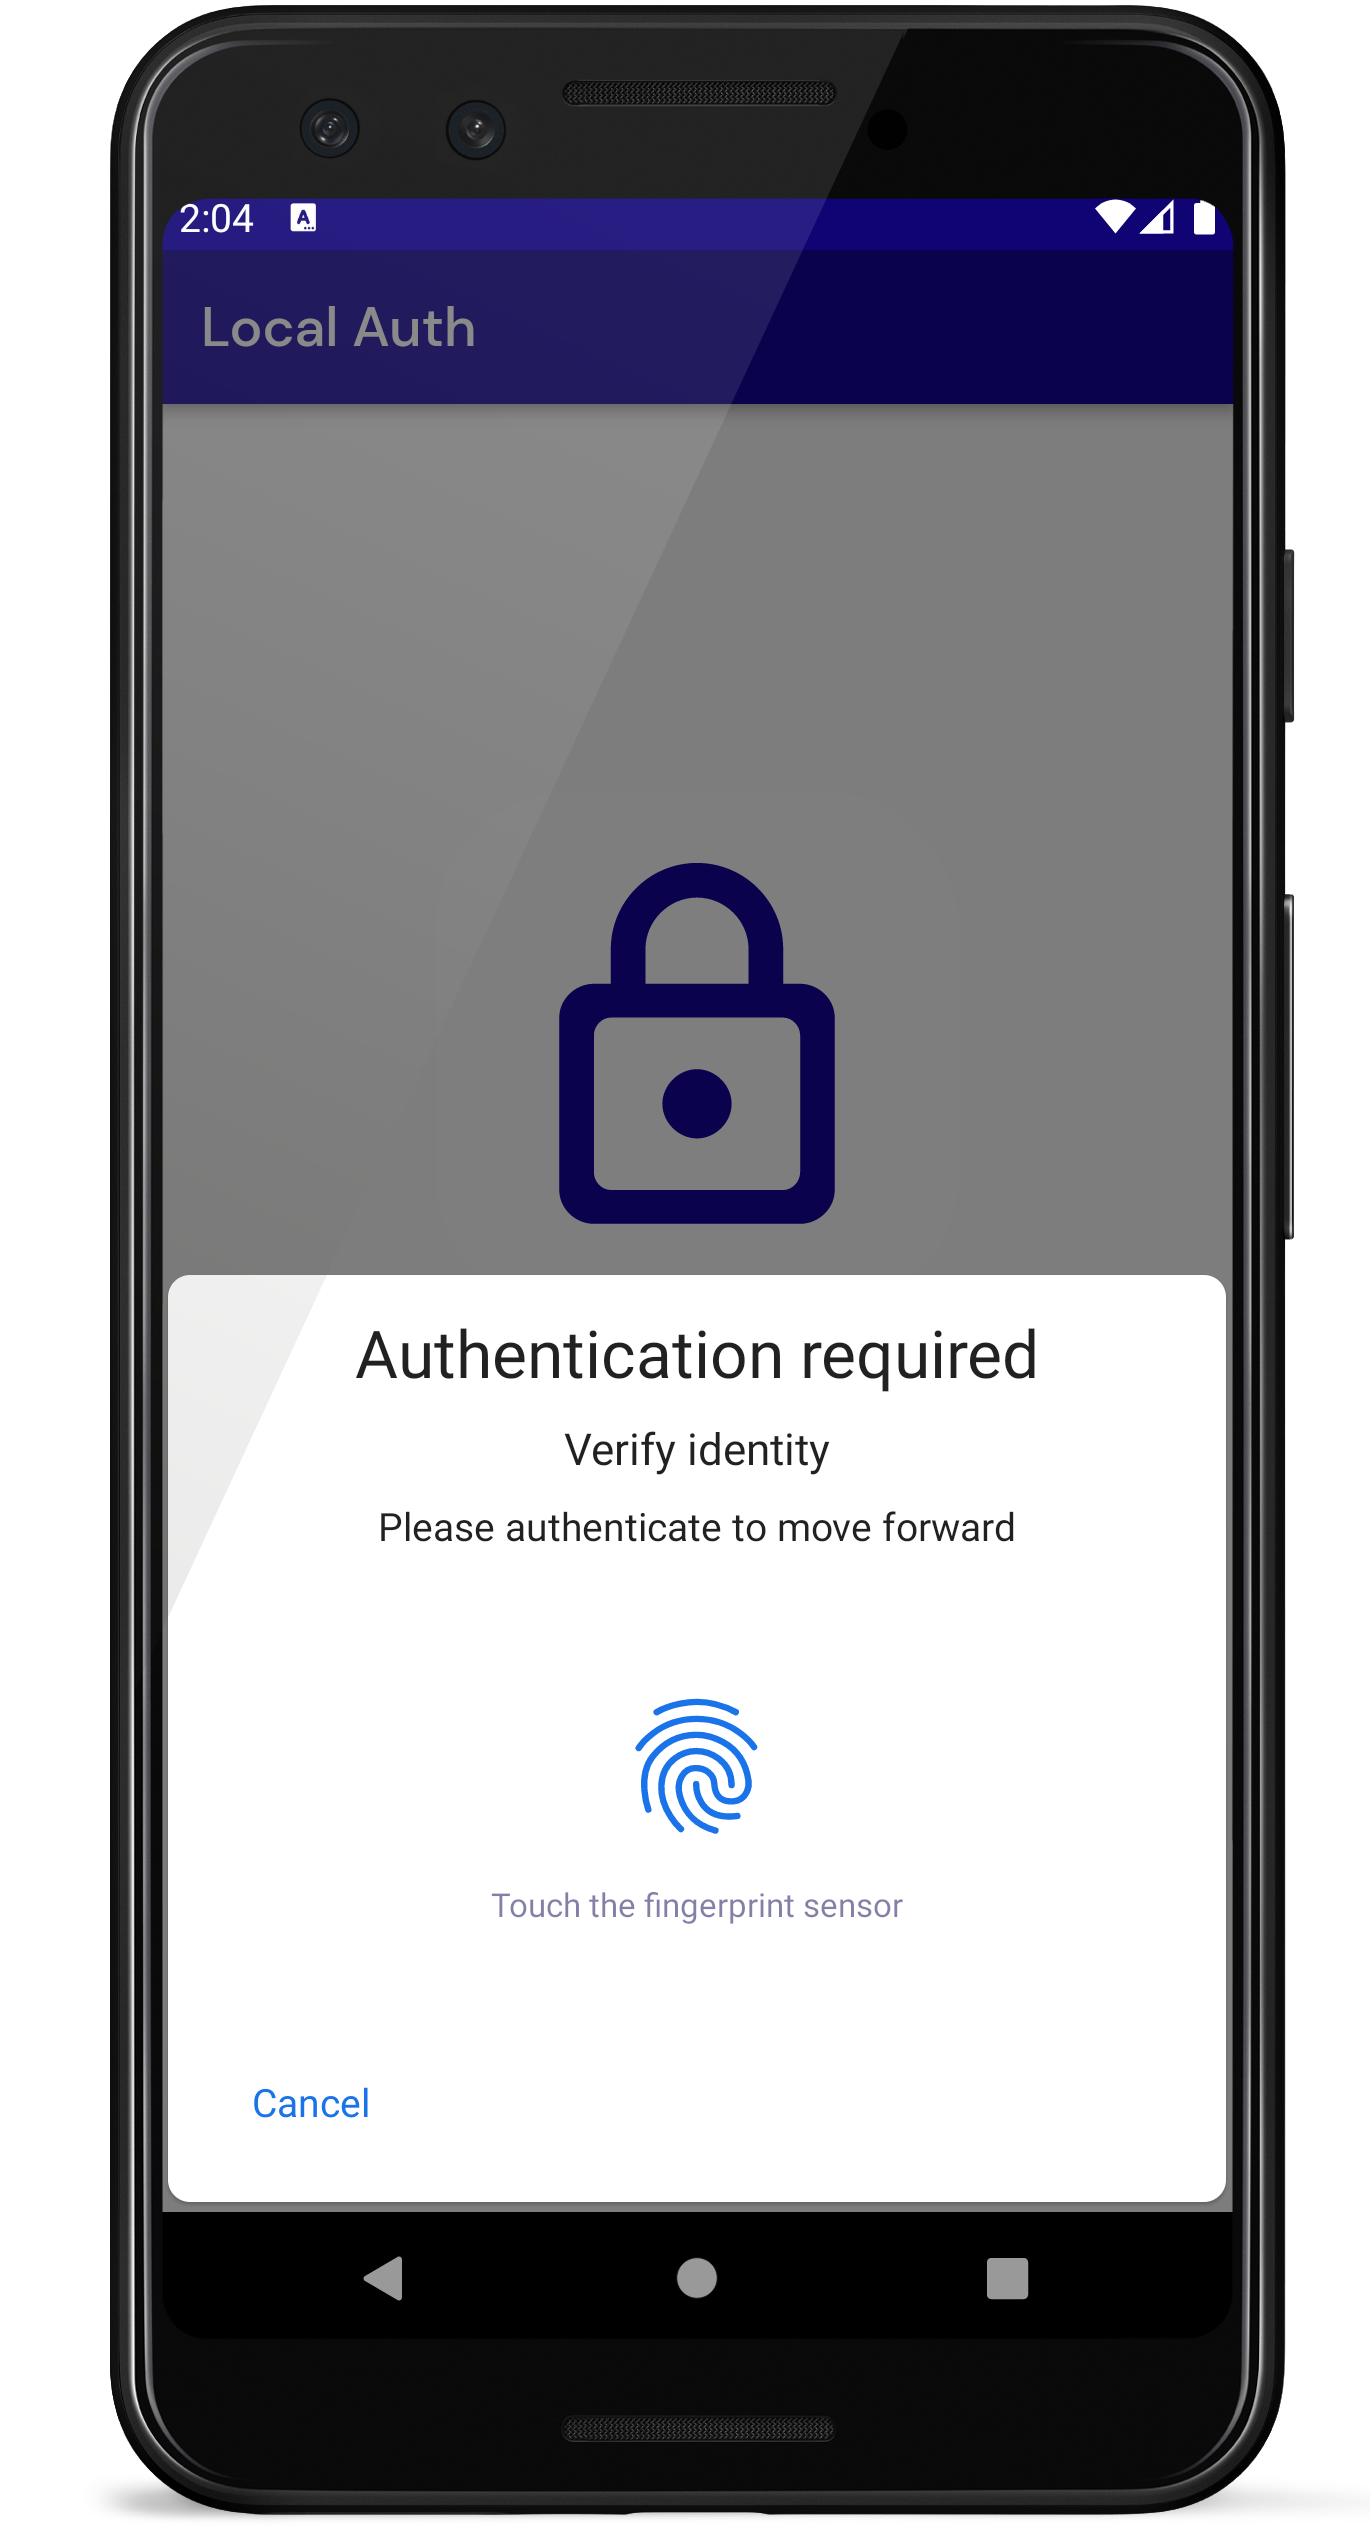 2:04
Local Auth
Authentication required
Verify identity
Please authenticate to move forward
Touch the fingerprint sensor
Cancel